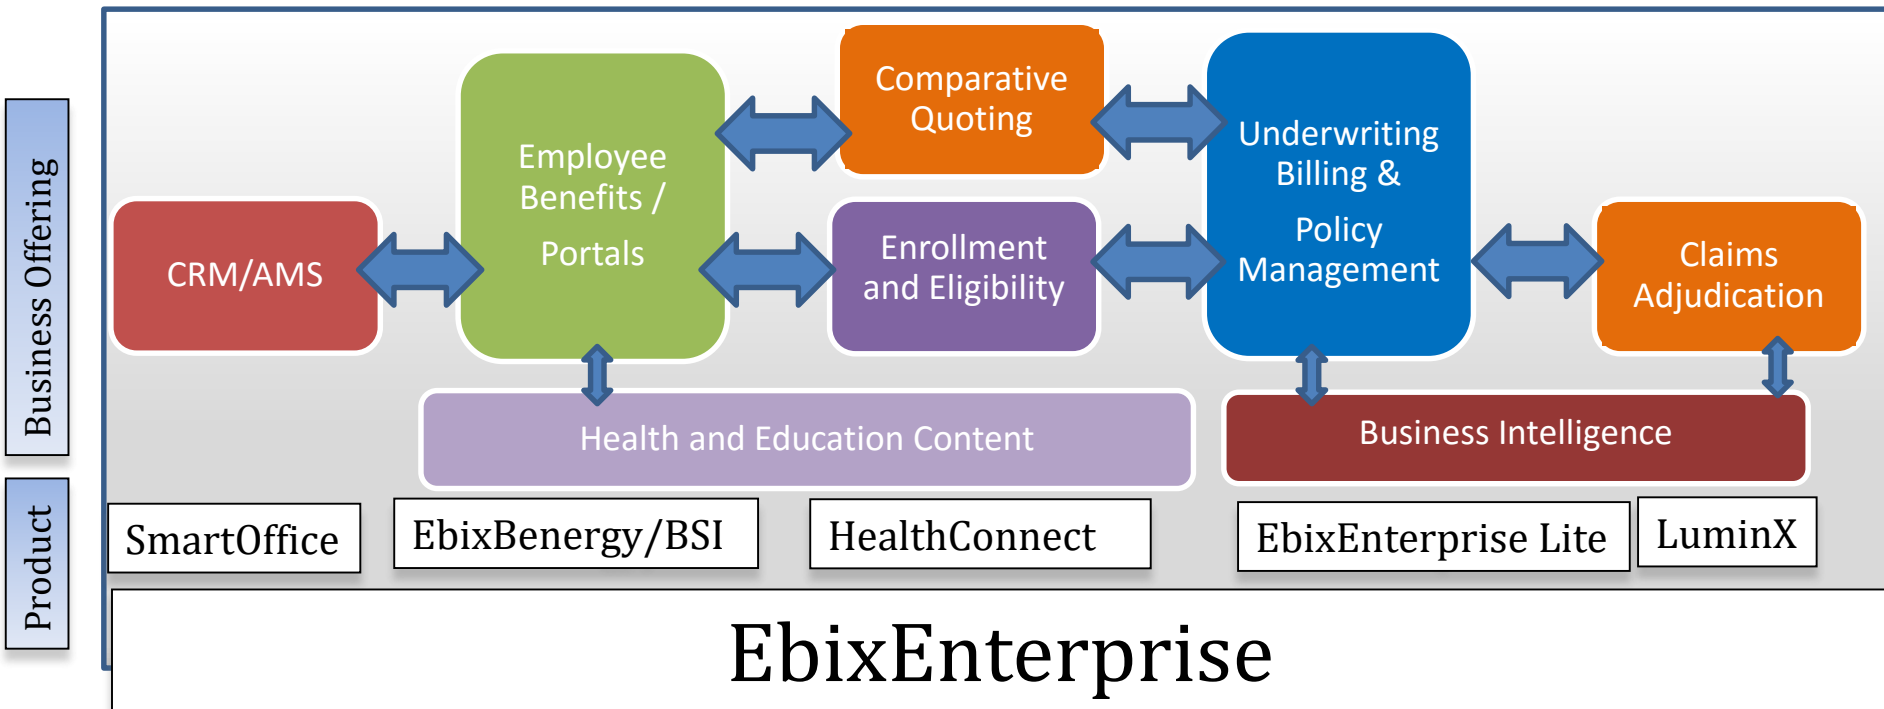 Business Offering
Product
CRM/AMS
Employee
Benefits /
Portals
Comparative
Quoting
Enrollment
and Eligibility
Underwriting
Billing &
Policy
Management
Claims
Adjudication
Health and Education Content
Business Intelligence
SmartOffice
EbixBenergy/BSI
HealthConnect
EbixEnterprise Lite
LuminX
EbixEnterprise